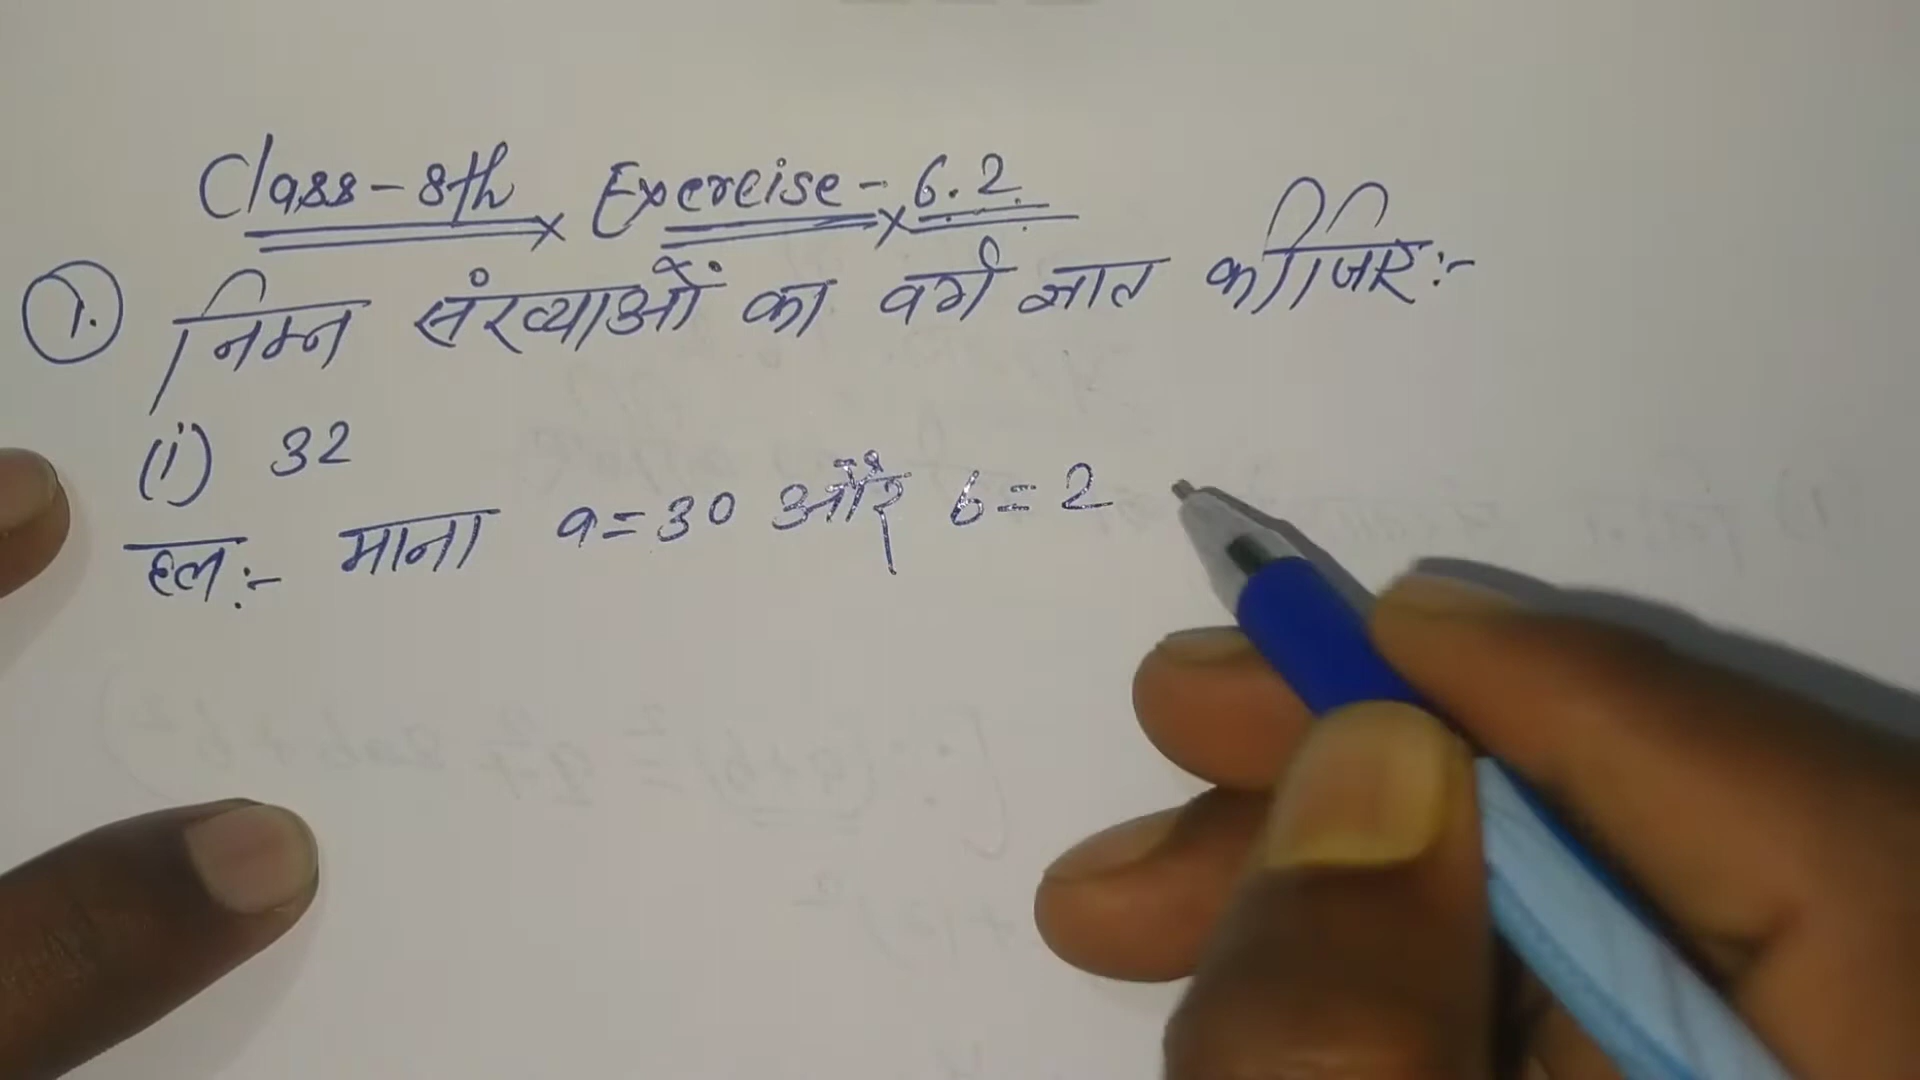 Class-8th Exercise-6.2
1. निम्न संख्याओं का वर्ग ज्ञात कीजिए:-
(i) 32
हल:- माना a=30 और b=2